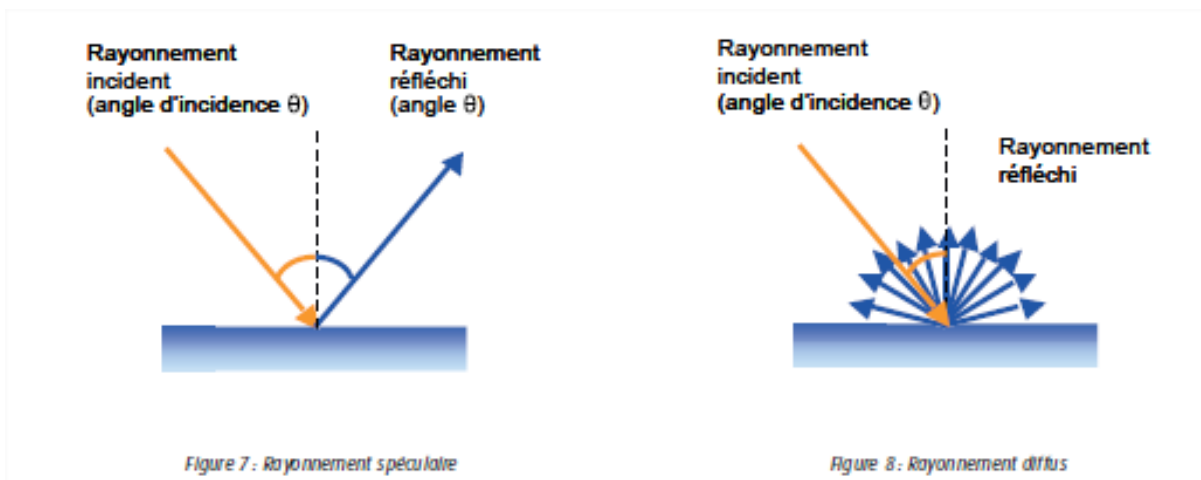 Rayonnement
incident
(angle d'incidence θ)
Rayonnement
réfléchi
(angle θ)
Figure 7 : Rayonnement spéculaire
Rayonnement
incident
(angle d'incidence θ)
Rayonnement
réfléchi
Figure 8 : Rayonnement diffus